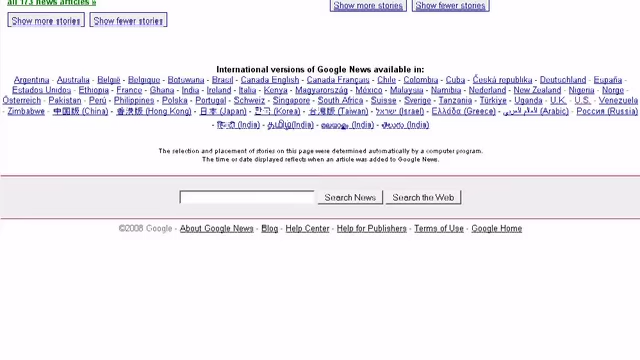 all 173 news articles »
Show more stories Show fewer stories
Show more stories Show fewer stories
International versions of Google News available in:
Argentina - Australia - België - Belgique - Botswana - Brasil - Canada English - Canada Français - Chile - Colombia - Cuba - Česká republika - Deutschland - España -
Estados Unidos - Ethiopia - France - Ghana - India - Ireland - Italia - Kenya - Magyarország - México - Malaysia - Namibia - Nederland - New Zealand - Nigeria - Norge -
Österreich - Pakistan - Perú - Philippines - Polska - Portugal - Schweiz - Singapore - South Africa - Suisse - Sverige - Tanzania - Türkiye - Uganda - U.K. - U.S. - Venezuela
- Zimbabwe - 中国版 (China) - 香港版 (Hong Kong) - 日本 (Japan) - 한국 (Korea) - 台灣版 (Taiwan) - ישראל (Israel) - Ελλάδα (Greece) - العالم العربي (Arabic) - Россия (Russia)
- हिन्दी (India) - தமிழ்(India) - മലയാളം (India) - తెలుగు (India)
The selection and placement of stories on this page were determined automatically by a computer program.
The time or date displayed reflects when an article was added to Google News.
Search News Search the Web
©2008 Google - About Google News - Blog - Help Center - Help for Publishers - Terms of Use - Google Home